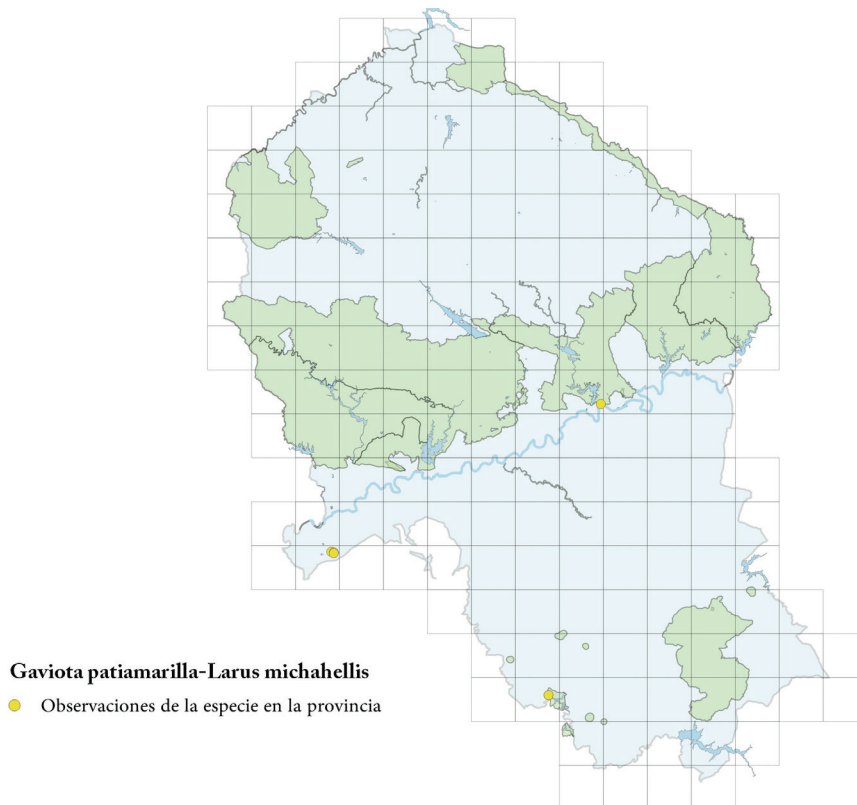 Gaviota patiamarilla-Larus michahellis
Observaciones de la especie en la provincia